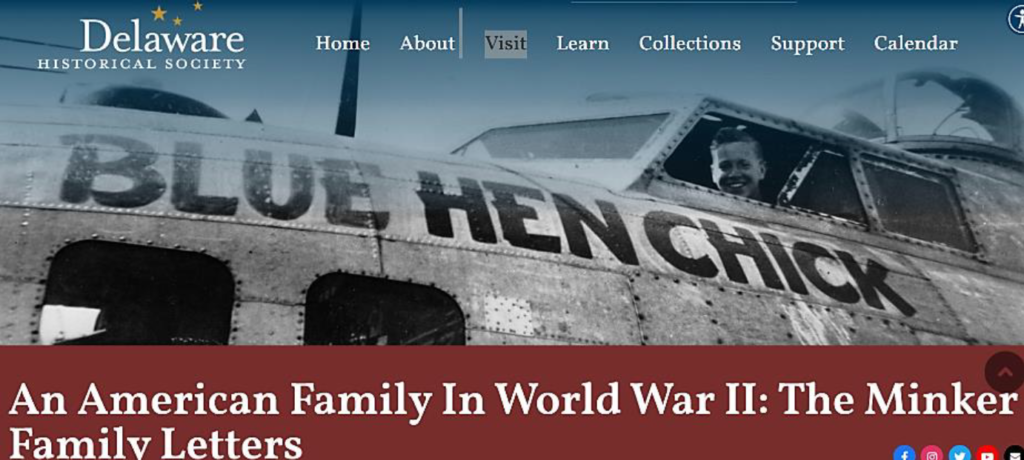 Delaware
HISTORICAL SOCIETY
Home About Visit Learn Collections Support Calendar
BLUE HEN CHICK
An American Family In World War II: The Minker
Family Letters